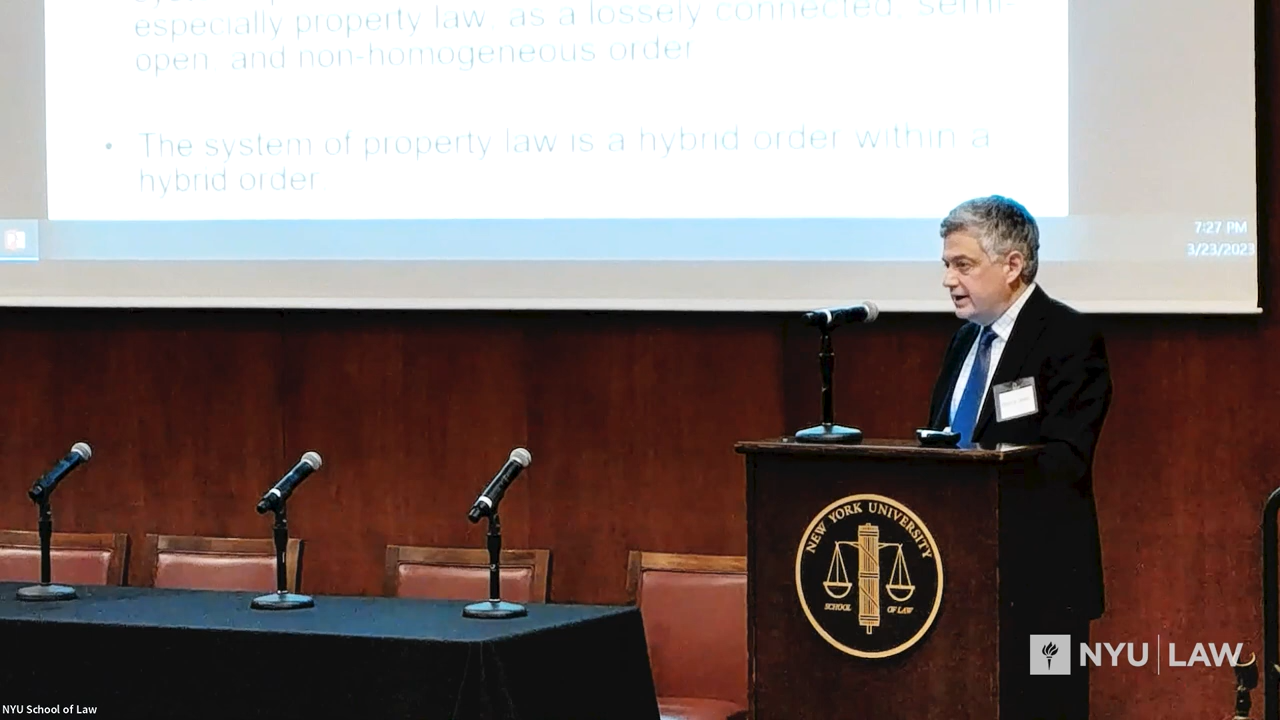 especially property law, as a lossely connected, semi-
open, and non-homogeneous order
• The system of property law is a hybrid order within a
hybrid order
7:27 PM
3/23/2023
NEW YORK UNIVERSITY
SCHOOL OF LAW
NYU LAW
NYU School of Law